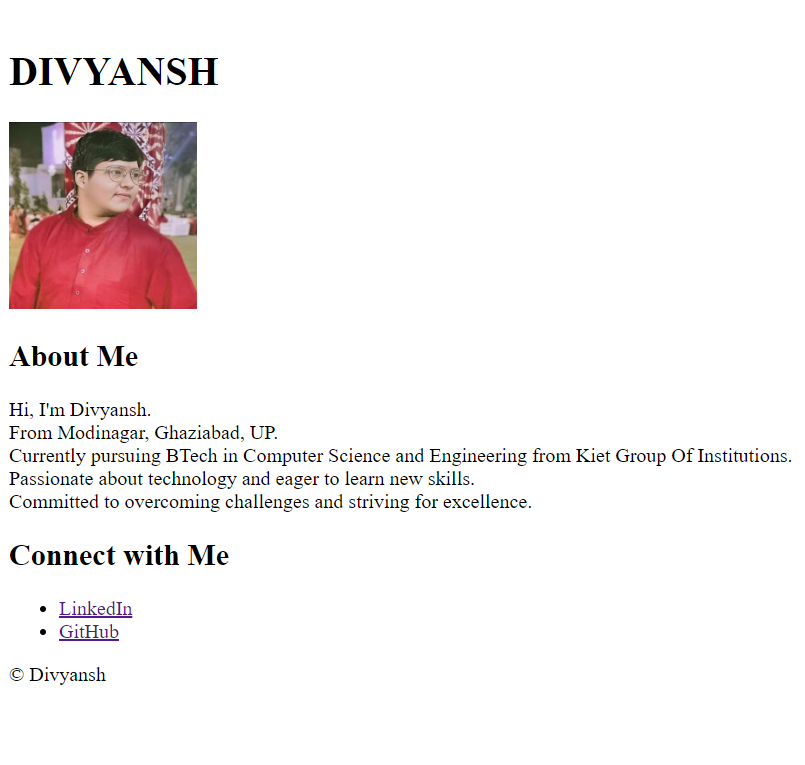 DIVYANSH
About Me
Hi, I'm Divyansh.
From Modinagar, Ghaziabad, UP.
Currently pursuing BTech in Computer Science and Engineering from Kiet Group Of Institutions.
Passionate about technology and eager to learn new skills.
Committed to overcoming challenges and striving for excellence.
Connect with Me
• LinkedIn
• GitHub
© Divyansh